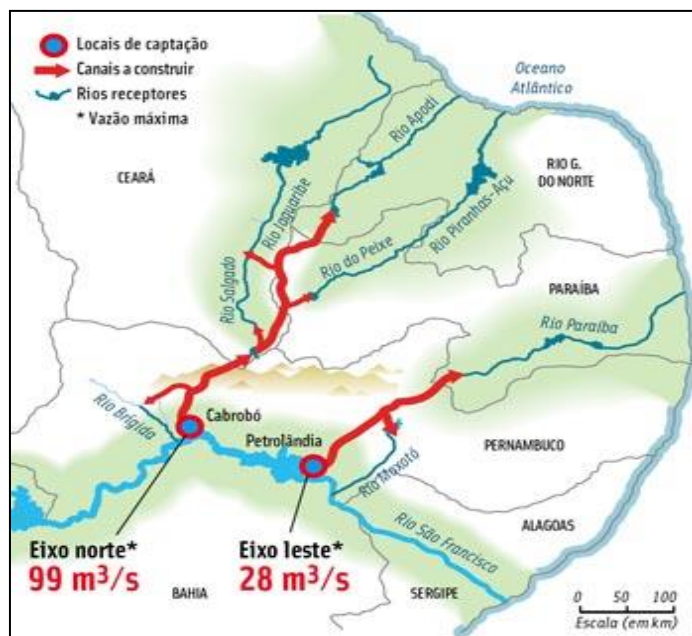 Locais de captação
Canais a construir
Rios receptores
* Vazão máxima
Oceano
Atlântico
CEARÁ
Rio Apodi
RIO G.
DO NORTE
Rio Jaguaribe
Rio Piranhas-Açu
Rio do Peixe
Rio Salgado
PARAÍBA
Rio Paraíba
Rio Brígida
Cabrobó
Petrolândia
PERNAMBUCO
Rio Moxotó
ALAGOAS
Rio São Francisco
Eixo norte*
99 m³/s
Eixo leste*
28 m³/s
BAHIA
SERGIPE
0 50 100
Escala (em km)